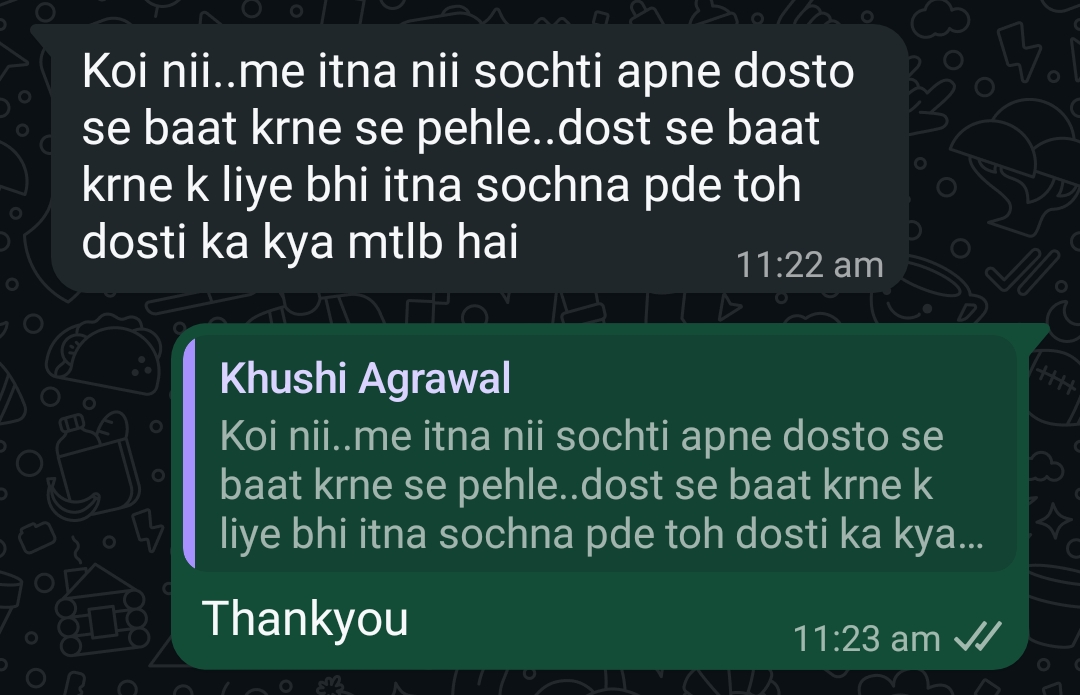 Koi nii..me itna nii sochti apne dosto
se baat krne se pehle..dost se baat
krne k liye bhi itna sochna pde toh
dosti ka kya mtlb hai
11:22 am
Khushi Agrawal
Koi nii..me itna nii sochti apne dosto se
baat krne se pehle..dost se baat krne k
liye bhi itna sochna pde toh dosti ka kya...
Thankyou
11:23 am